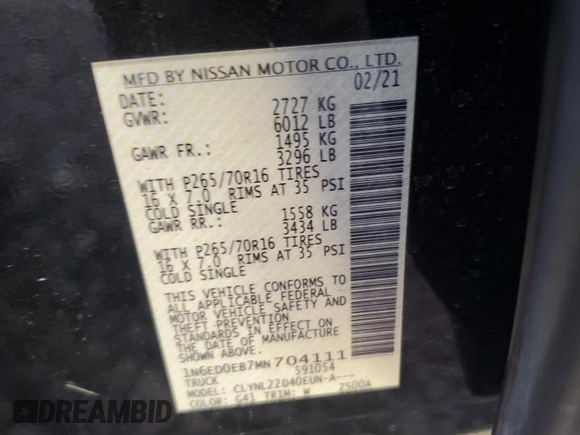 MFD BY NISSAN MOTOR CO., LTD.
DATE: 02/21
GVWR: 2727 KG
6012 LB
GAWR FR.: 1495 KG
3296 LB
WITH P265/70R16 TIRES
16 X 7.0 RIMS AT 35 PSI
COLD SINGLE
GAWR RR.: 1558 KG
3434 LB
WITH P265/70R16 TIRES
16 X 7.0 RIMS AT 35 PSI
COLD SINGLE
THIS VEHICLE CONFORMS TO
ALL APPLICABLE FEDERAL
MOTOR VEHICLE SAFETY AND
THEFT PREVENTION
STANDARDS IN EFFECT ON
THE DATE OF MANUFACTURE
1N6ED0EB7MN704111
TRUCK 591054
MODEL: CLYNL22D40EUN-A---
COLOR: G41 TRIM: W Z500A
STAT.VIN
EPICBID